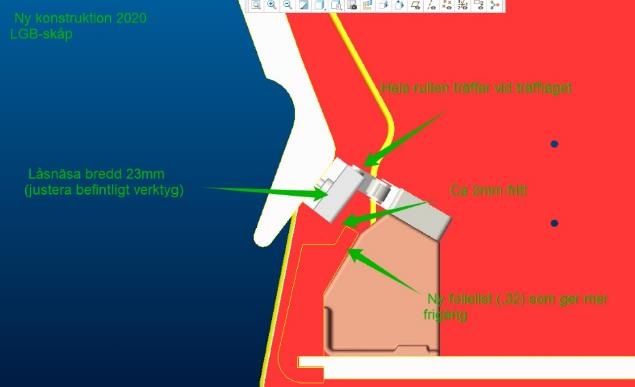 Ny konstruktion 2020
LGB-skåp
Hela rullen träffar vid träffläget
Låsnäsa bredd 23mm
(justera befintligt verktyg)
Ca 3mm fritt
Ny följelist (,32) som ger mer
frigång